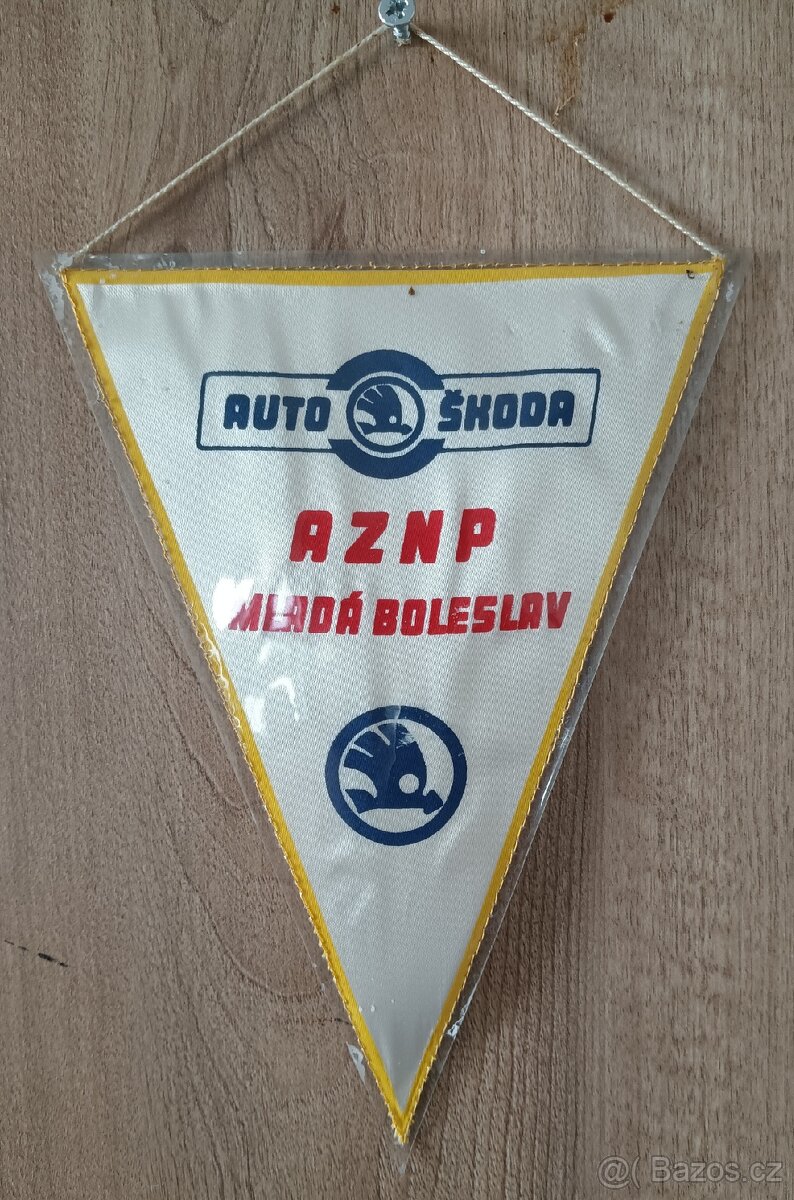 AUTO ŠKODA
AZNP
MLADÁ BOLESLAV
@( Bazos.cz